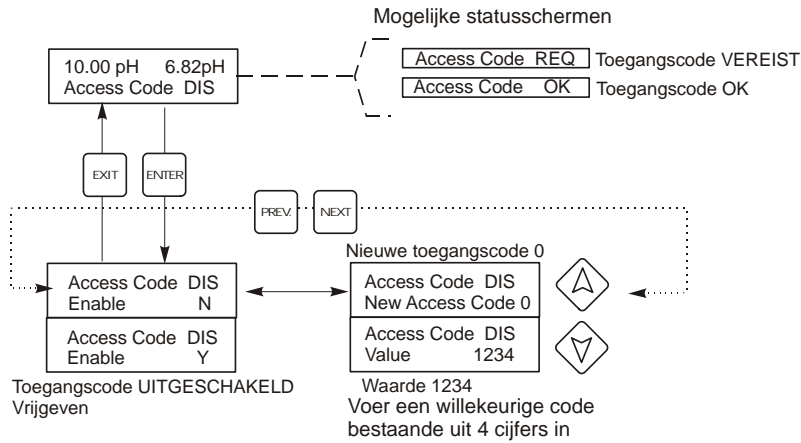 Mogelijke statusschermen
10.00 pH 6.82pH
Access Code DIS
Access Code REQ Toegangscode VEREIST
Access Code OK Toegangscode OK
EXIT
ENTER
PREV.
NEXT
Nieuwe toegangscode 0
Access Code DIS
Enable N
Access Code DIS
Enable Y
Access Code DIS
New Access Code 0
Access Code DIS
Value 1234
Toegangscode UITGESCHAKELD
Vrijgeven
Waarde 1234
Voer een willekeurige code
bestaande uit 4 cijfers in